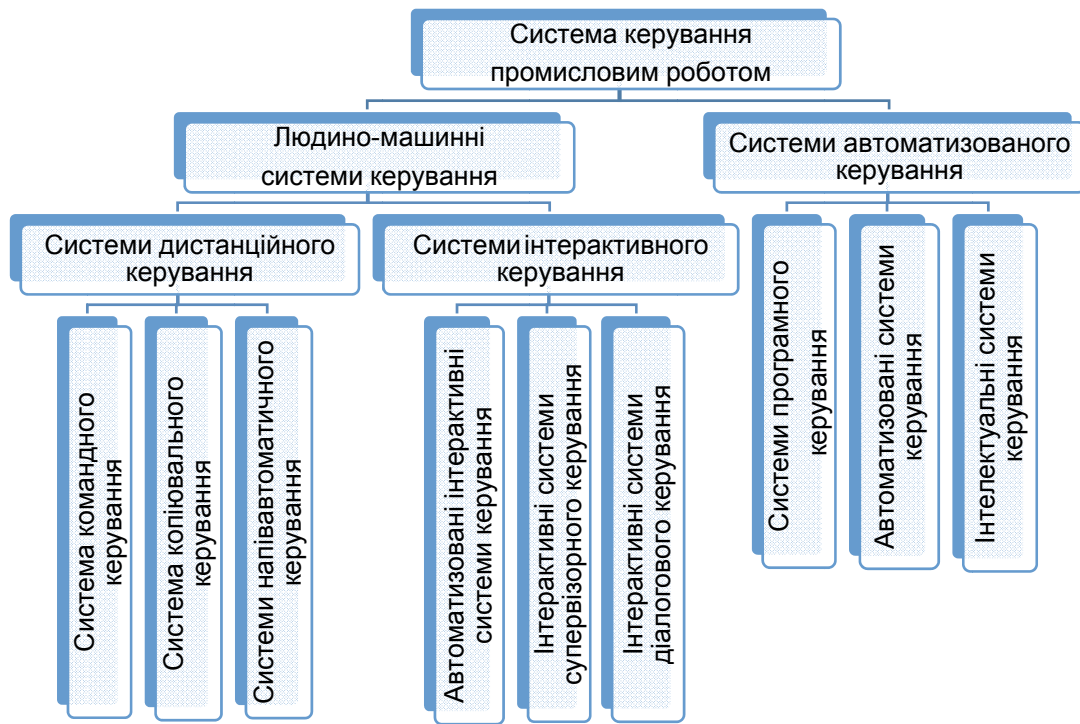 Система керування
промисловим роботом
Людино-машинні
системи керування
Системи автоматизованого
керування
Системи дистанційного
керування
Системи інтерактивного
керування
Система командного
керування
Система копіювального
керування
Системи напівавтоматичного
керування
Автоматизовані інтерактивні
системи керування
Інтерактивні системи
супервізорного керування
Інтерактивні системи
діалогового керування
Системи програмного
керування
Автоматизовані системи
керування
Інтелектуальні системи
керування